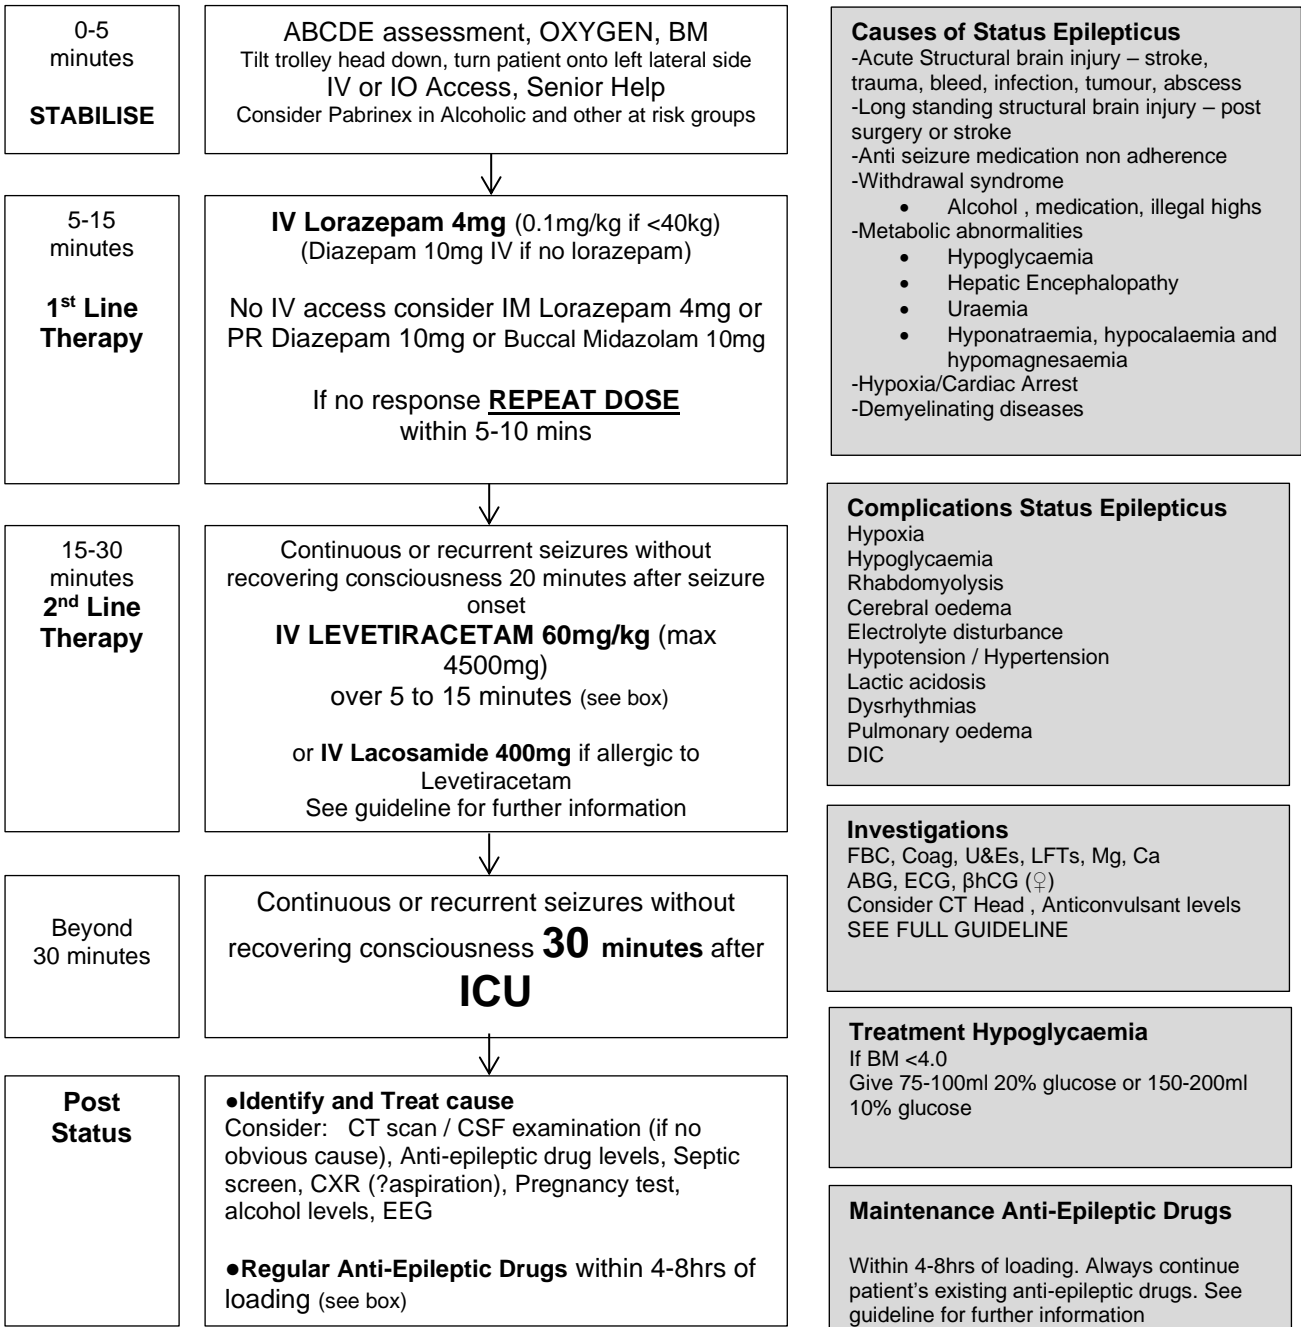 0-5
minutes
STABILISE
ABCDE assessment, OXYGEN, BM
Tilt trolley head down, turn patient onto left lateral side
IV or IO Access, Senior Help
Consider Pabrinex in Alcoholic and other at risk groups
5-15
minutes
1st Line
Therapy
IV Lorazepam 4mg (0.1mg/kg if <40kg)
(Diazepam 10mg IV if no lorazepam)
No IV access consider IM Lorazepam 4mg or
PR Diazepam 10mg or Buccal Midazolam 10mg
If no response REPEAT DOSE
within 5-10 mins
15-30
minutes
2nd Line
Therapy
Continuous or recurrent seizures without
recovering consciousness 20 minutes after seizure
onset
IV LEVETIRACETAM 60mg/kg (max
4500mg)
over 5 to 15 minutes (see box)
or IV Lacosamide 400mg if allergic to
Levetiracetam
See guideline for further information
Beyond
30 minutes
Continuous or recurrent seizures without
recovering consciousness 30 minutes after
ICU
Post
Status
●Identify and Treat cause
Consider: CT scan / CSF examination (if no
obvious cause), Anti-epileptic drug levels, Septic
screen, CXR (?aspiration), Pregnancy test,
alcohol levels, EEG
●Regular Anti-Epileptic Drugs within 4-8hrs of
loading (see box)
Causes of Status Epilepticus
-Acute Structural brain injury – stroke,
trauma, bleed, infection, tumour, abscess
-Long standing structural brain injury – post
surgery or stroke
-Anti seizure medication non adherence
-Withdrawal syndrome
• Alcohol , medication, illegal highs
-Metabolic abnormalities
• Hypoglycaemia
• Hepatic Encephalopathy
• Uraemia
• Hyponatraemia, hypocalaemia and
hypomagnesaemia
-Hypoxia/Cardiac Arrest
-Demyelinating diseases
Complications Status Epilepticus
Hypoxia
Hypoglycaemia
Rhabdomyolysis
Cerebral oedema
Electrolyte disturbance
Hypotension / Hypertension
Lactic acidosis
Dysrhythmias
Pulmonary oedema
DIC
Investigations
FBC, Coag, U&Es, LFTs, Mg, Ca
ABG, ECG, βhCG (♀)
Consider CT Head , Anticonvulsant levels
SEE FULL GUIDELINE
Treatment Hypoglycaemia
If BM <4.0
Give 75-100ml 20% glucose or 150-200ml
10% glucose
Maintenance Anti-Epileptic Drugs
Within 4-8hrs of loading. Always continue
patient's existing anti-epileptic drugs. See
guideline for further information